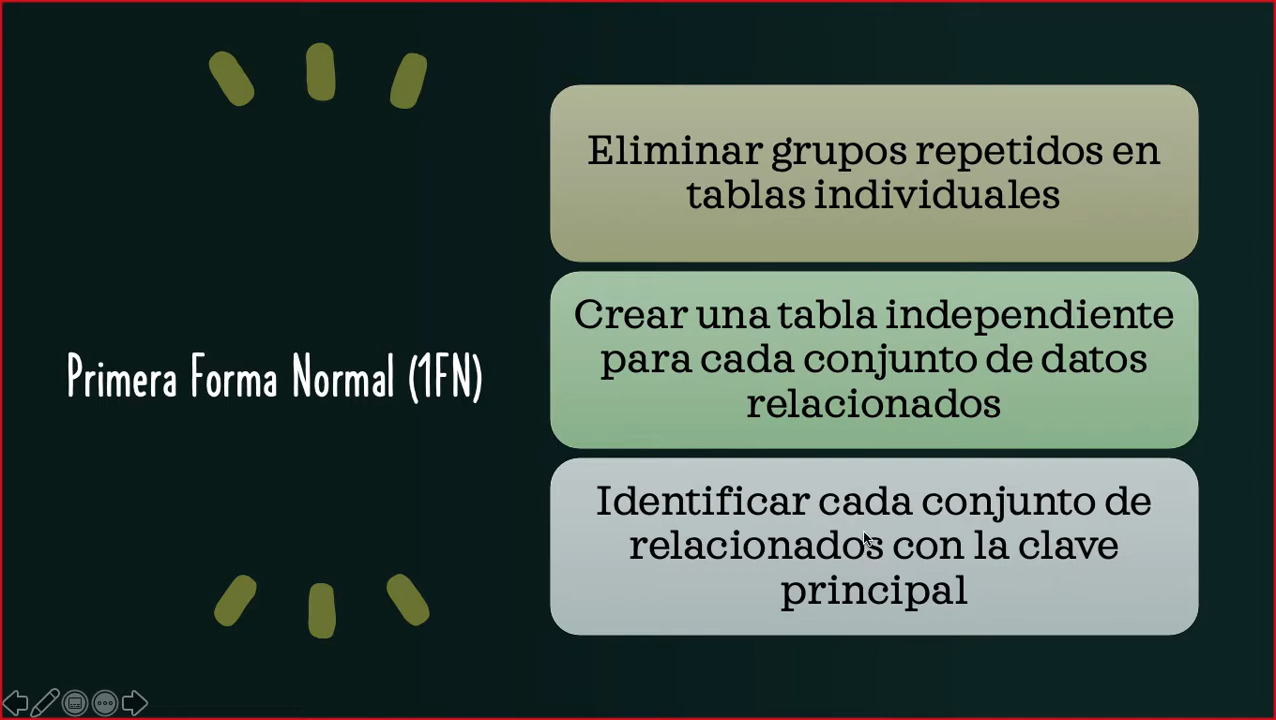 Primera Forma Normal (1FN)
Eliminar grupos repetidos en
tablas individuales
Crear una tabla independiente
para cada conjunto de datos
relacionados
Identificar cada conjunto de
relacionados con la clave
principal